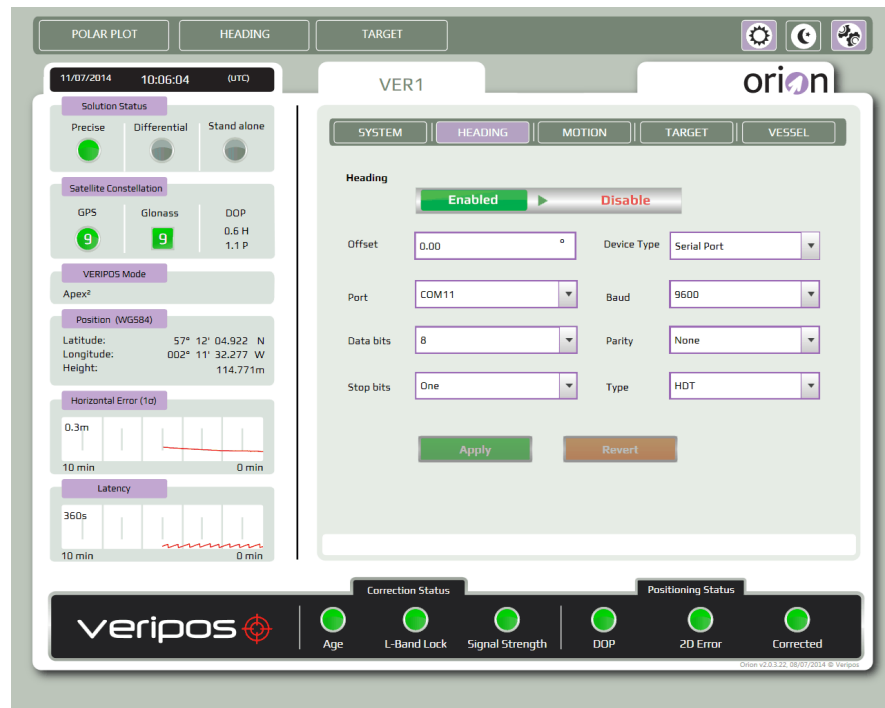 POLAR PLOT HEADING TARGET
11/07/2014 10:06:04 (UTC)
VER1
orion
Solution Status
Precise Differential Stand alone
Satellite Constellation
GPS Glonass DOP
9 9 0.6 H
1.1 P
VERIPOS Mode
Apex²
Position (WGS84)
Latitude: 57° 12' 04.922 N
Longitude: 002° 11' 32.277 W
Height: 114.771m
Horizontal Error (1σ)
0.3m
10 min 0 min
Latency
360s
10 min 0 min
SYSTEM HEADING MOTION TARGET VESSEL
Heading
Enabled Disable
Offset 0.00 ° Device Type Serial Port
Port COM11 Baud 9600
Data bits 8 Parity None
Stop bits One Type HDT
Apply Revert
Correction Status Positioning Status
veripos
Age L-Band Lock Signal Strength DOP 2D Error Corrected
Orion v2.0.3.22, 08/07/2014 © Veripos